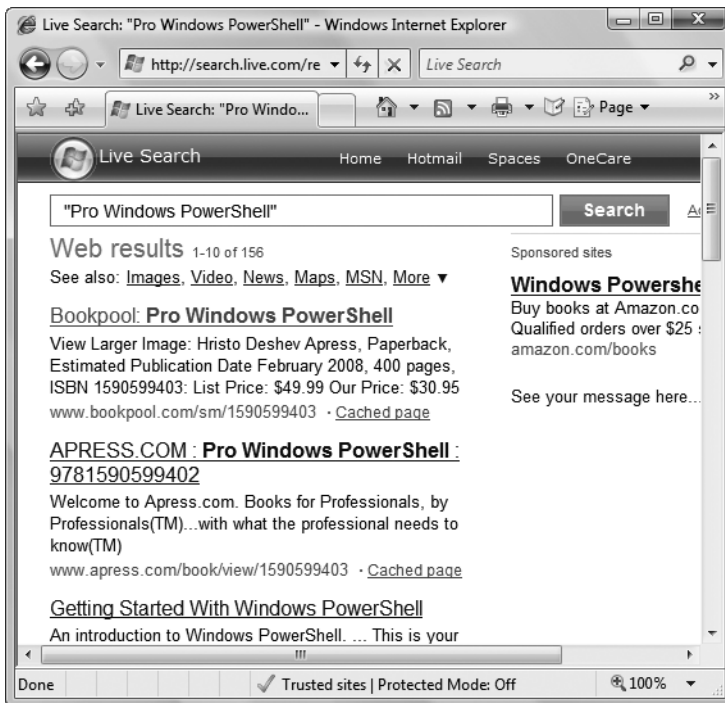 Live Search: "Pro Windows PowerShell" - Windows Internet Explorer
http://search.live.com/re
Live Search
Live Search: "Pro Windo...
Page
Live Search Home Hotmail Spaces OneCare
"Pro Windows PowerShell" Search
Web results 1-10 of 156
See also: Images, Video, News, Maps, MSN, More ▼
Bookpool: Pro Windows PowerShell
View Larger Image: Hristo Deshev Apress, Paperback,
Estimated Publication Date February 2008, 400 pages,
ISBN 1590599403: List Price: $49.99 Our Price: $30.95
www.bookpool.com/sm/1590599403 · Cached page
APRESS.COM : Pro Windows PowerShell :
9781590599402
Welcome to Apress.com. Books for Professionals, by
Professionals(TM)...with what the professional needs to
know(TM)
www.apress.com/book/view/1590599403 · Cached page
Getting Started With Windows PowerShell
An introduction to Windows PowerShell. ... This is your
Sponsored sites
Windows Powershe
Buy books at Amazon.co
Qualified orders over $25
amazon.com/books
See your message here...
Done Trusted sites | Protected Mode: Off 100%